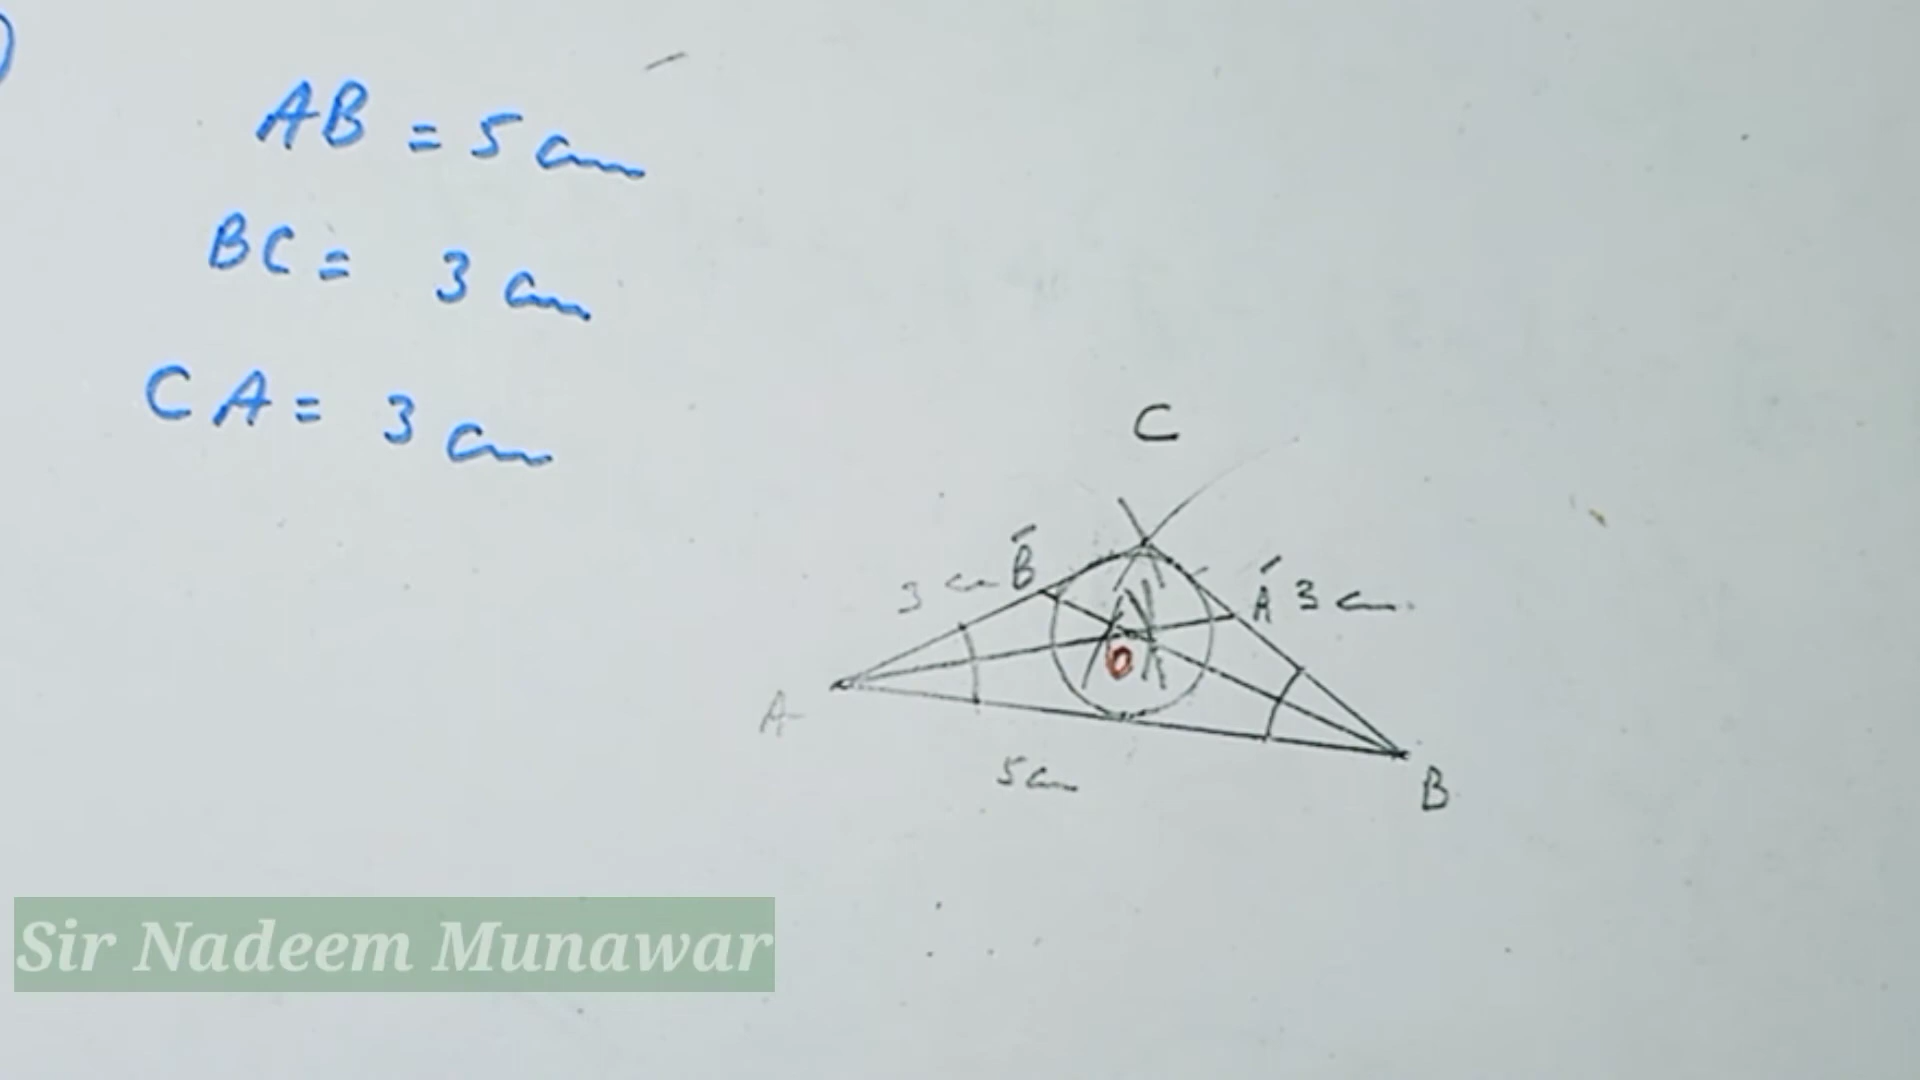 )
AB = 5 cm
BC = 3 cm
CA = 3 cm
C
3 cm B́
Á 3 cm
O
A
5 cm
B
Sir Nadeem Munawar